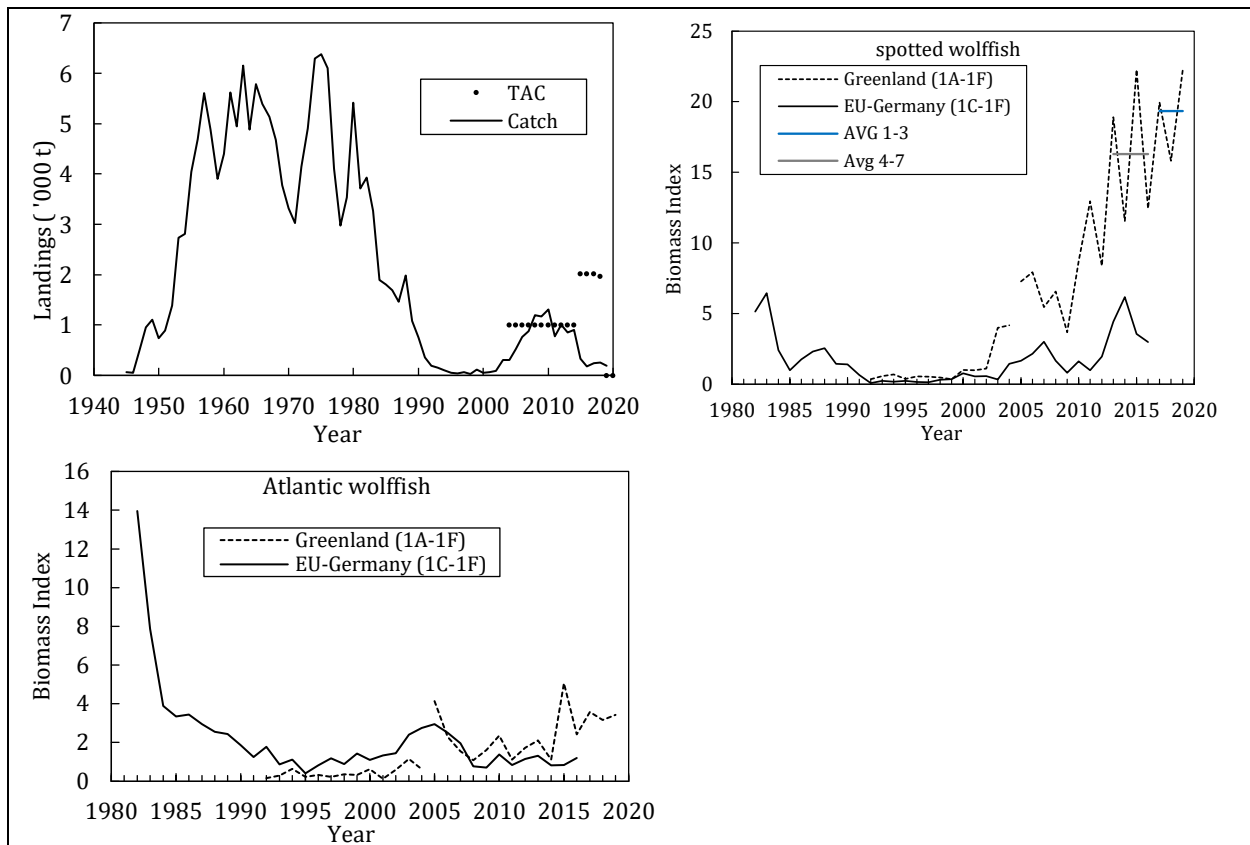 7
6
5
4
3
2
1
0
Landings ( '000 t)
TAC
Catch
1940 1950 1960 1970 1980 1990 2000 2010 2020
Year
25
20
15
10
5
0
Biomass Index
spotted wolffish
Greenland (1A-1F)
EU-Germany (1C-1F)
AVG 1-3
Avg 4-7
1980 1985 1990 1995 2000 2005 2010 2015 2020
Year
16
14
12
10
8
6
4
2
0
Biomass Index
Atlantic wolffish
Greenland (1A-1F)
EU-Germany (1C-1F)
1980 1985 1990 1995 2000 2005 2010 2015 2020
Year